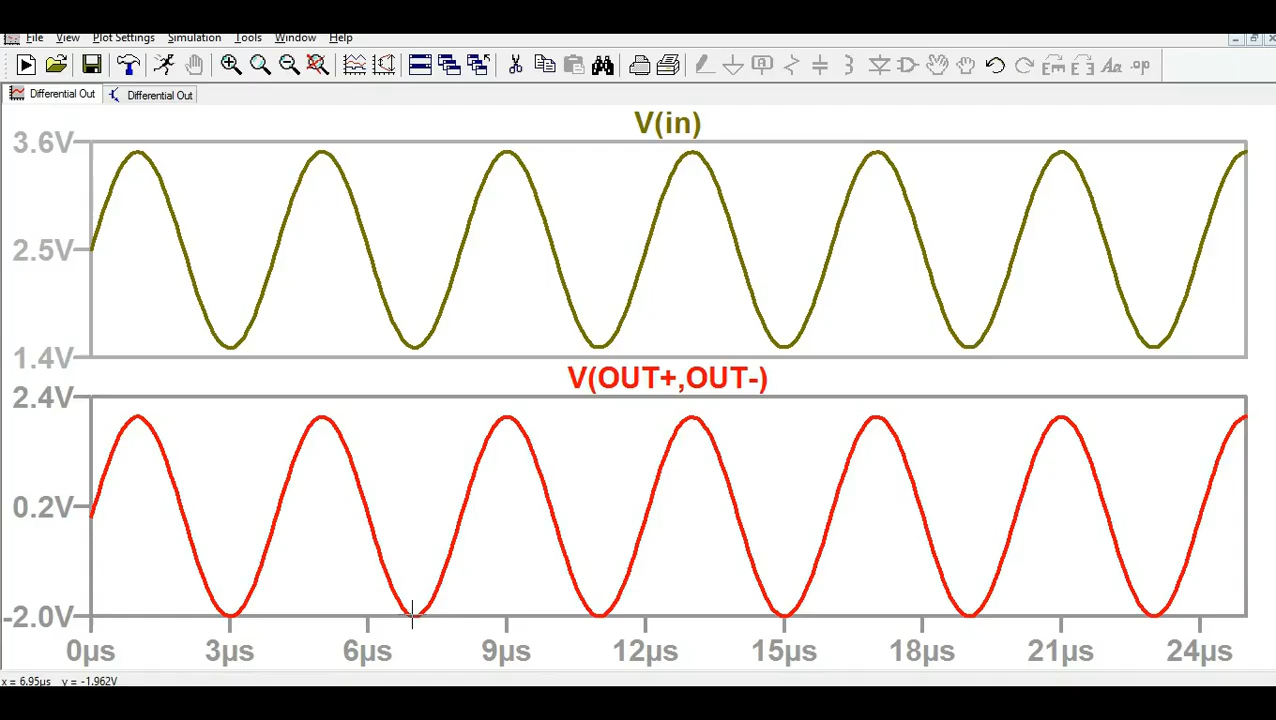 File View Plot Settings Simulation Tools Window Help
Aa .op
Differential Out Differential Out
V(in)
3.6V
2.5V
1.4V
V(OUT+,OUT-)
2.4V
0.2V
-2.0V
0µs 3µs 6µs 9µs 12µs 15µs 18µs 21µs 24µs
x = 6.95µs y = -1.962V